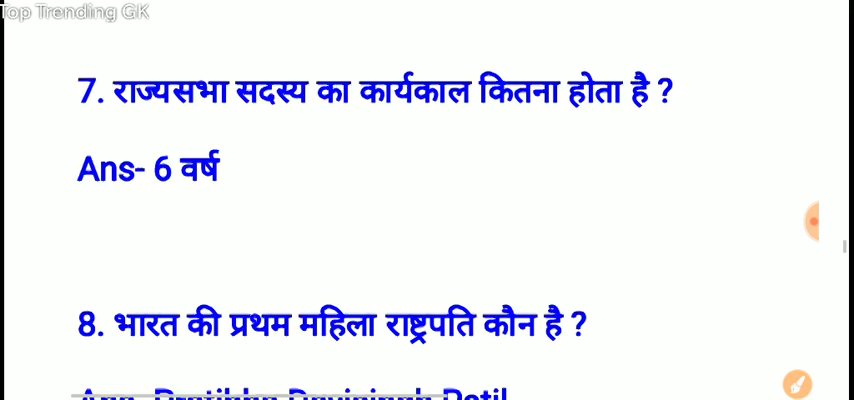 Top Trending GK
7. राज्यसभा सदस्य का कार्यकाल कितना होता है ?
Ans- 6 वर्ष
8. भारत की प्रथम महिला राष्ट्रपति कौन है ?